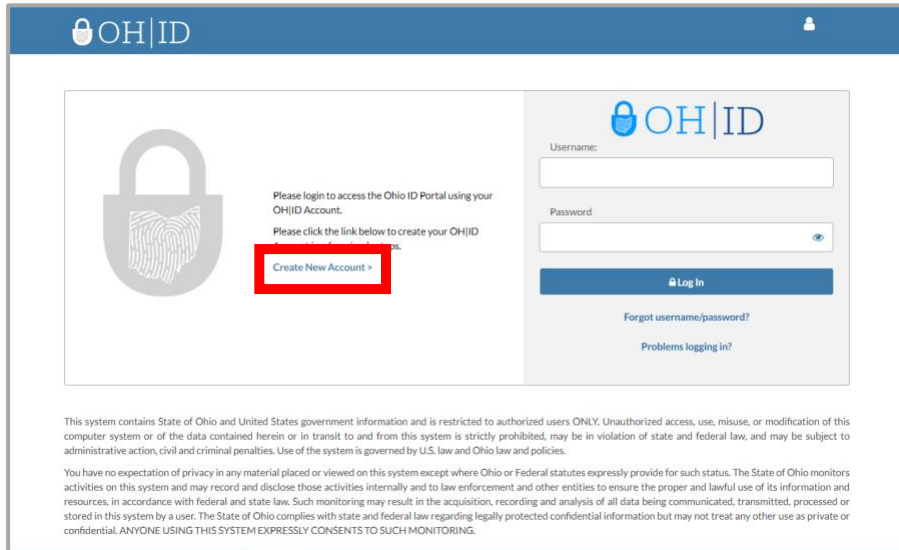 OH|ID
OH|ID
Username:
Please login to access the Ohio ID Portal using your
OH|ID Account.
Please click the link below to create your OH|ID
Create New Account >
Password
Log In
Forgot username/password?
Problems logging in?
This system contains State of Ohio and United States government information and is restricted to authorized users ONLY. Unauthorized access, use, misuse, or modification of this
computer system or of the data contained herein or in transit to and from this system is strictly prohibited, may be in violation of state and federal law, and may be subject to
administrative action, civil and criminal penalties. Use of the system is governed by U.S. law and Ohio law and policies.
You have no expectation of privacy in any material placed or viewed on this system except where Ohio or Federal statutes expressly provide for such status. The State of Ohio monitors
activities on this system and may record and disclose those activities internally and to law enforcement and other entities to ensure the proper and lawful use of its information and
resources, in accordance with federal and state law. Such monitoring may result in the acquisition, recording and analysis of all data being communicated, transmitted, processed or
stored in this system by a user. The State of Ohio complies with state and federal law regarding legally protected confidential information but may not treat any other use as private or
confidential. ANYONE USING THIS SYSTEM EXPRESSLY CONSENTS TO SUCH MONITORING.